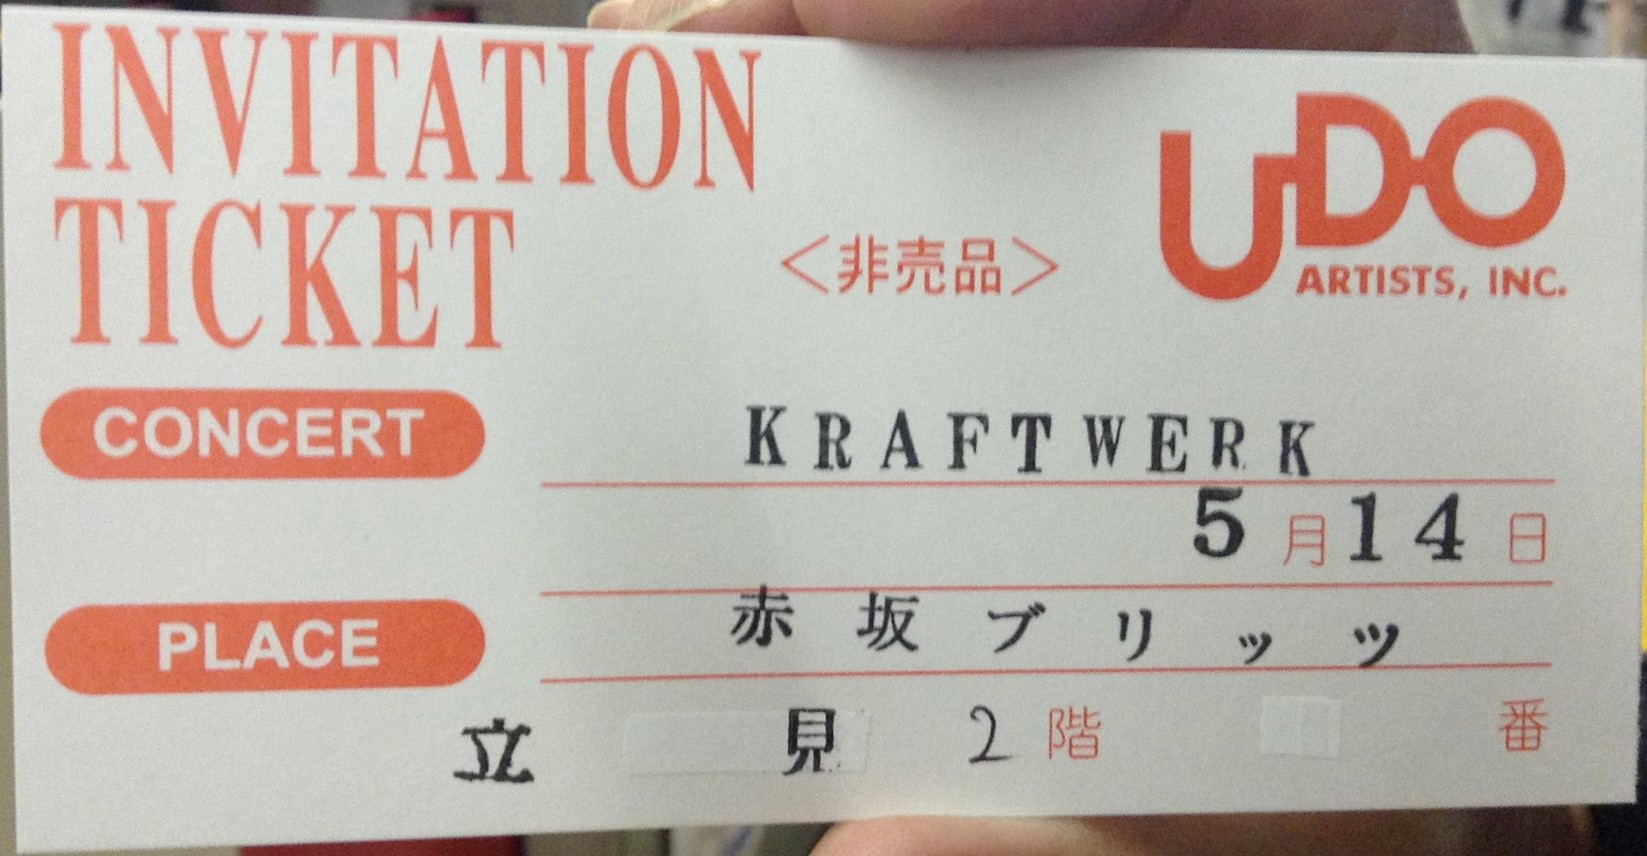 INVITATION
TICKET
<非売品>
UDO
ARTISTS, INC.
CONCERT
KRAFTWERK
5月14日
PLACE
赤坂ブリッツ
立 見 2階 番